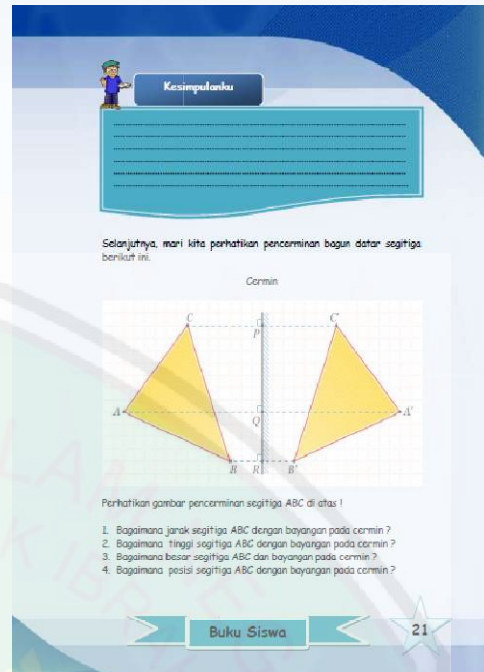 Kesimpulanku
Selanjutnya, mari kita perhatikan pencerminan bagun datar segitiga
berikut ini.
Cermin
C C'
P
A A'
Q
B R B'
Perhatikan gambar pencerminan segitiga ABC di atas !
1. Bagaimana jarak segitiga ABC dengan bayangan pada cermin ?
2. Bagaimana tinggi segitiga ABC dengan bayangan pada cermin ?
3. Bagaimana besar segitiga ABC dan bayangan pada cermin ?
4. Bagaimana posisi segitiga ABC dengan bayangan pada cermin ?
Buku Siswa
21